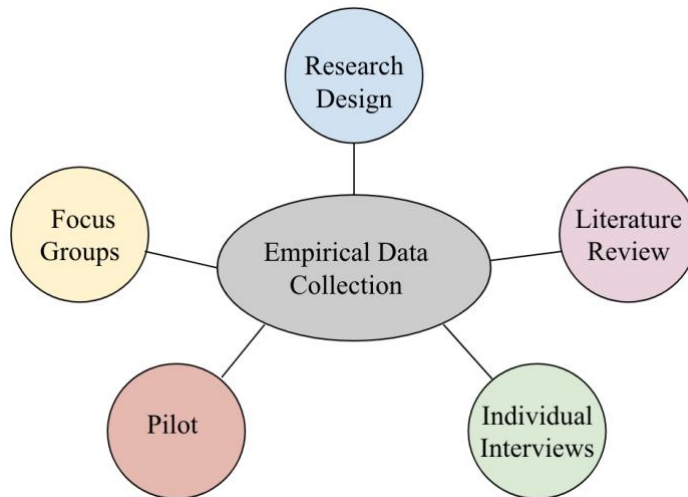 Research
Design
Focus
Groups
Empirical Data
Collection
Literature
Review
Pilot
Individual
Interviews